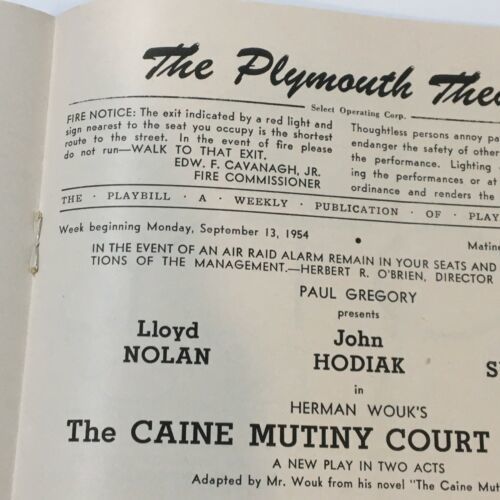 The Plymouth Thea
Select Operating Corp.
FIRE NOTICE: The exit indicated by a red light and
sign nearest to the seat you occupy is the shortest
route to the street. In the event of fire please
do not run—WALK TO THAT EXIT.
EDW. F. CAVANAGH, JR.
FIRE COMMISSIONER
Thoughtless persons annoy pa
endanger the safety of other
the performance. Lighting
ing the performances or at
ordinance and renders the
THE · PLAYBILL · A · WEEKLY · PUBLICATION · OF · PLAY
Week beginning Monday, September 13, 1954 • Matine
IN THE EVENT OF AN AIR RAID ALARM REMAIN IN YOUR SEATS AND
TIONS OF THE MANAGEMENT.—HERBERT R. O'BRIEN, DIRECTOR
PAUL GREGORY
presents
Lloyd
NOLAN
John
HODIAK
in
HERMAN WOUK'S
The CAINE MUTINY COURT
A NEW PLAY IN TWO ACTS
Adapted by Mr. Wouk from his novel "The Caine Mut